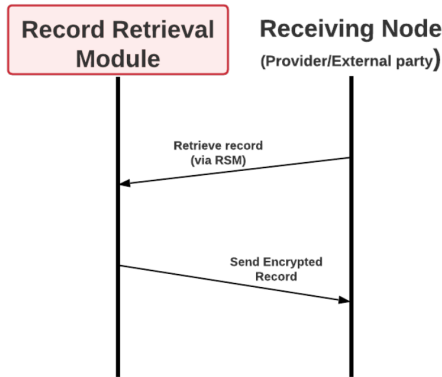 Record Retrieval
Module
Receiving Node
(Provider/External party)
Retrieve record
(via RSM)
Send Encrypted
Record